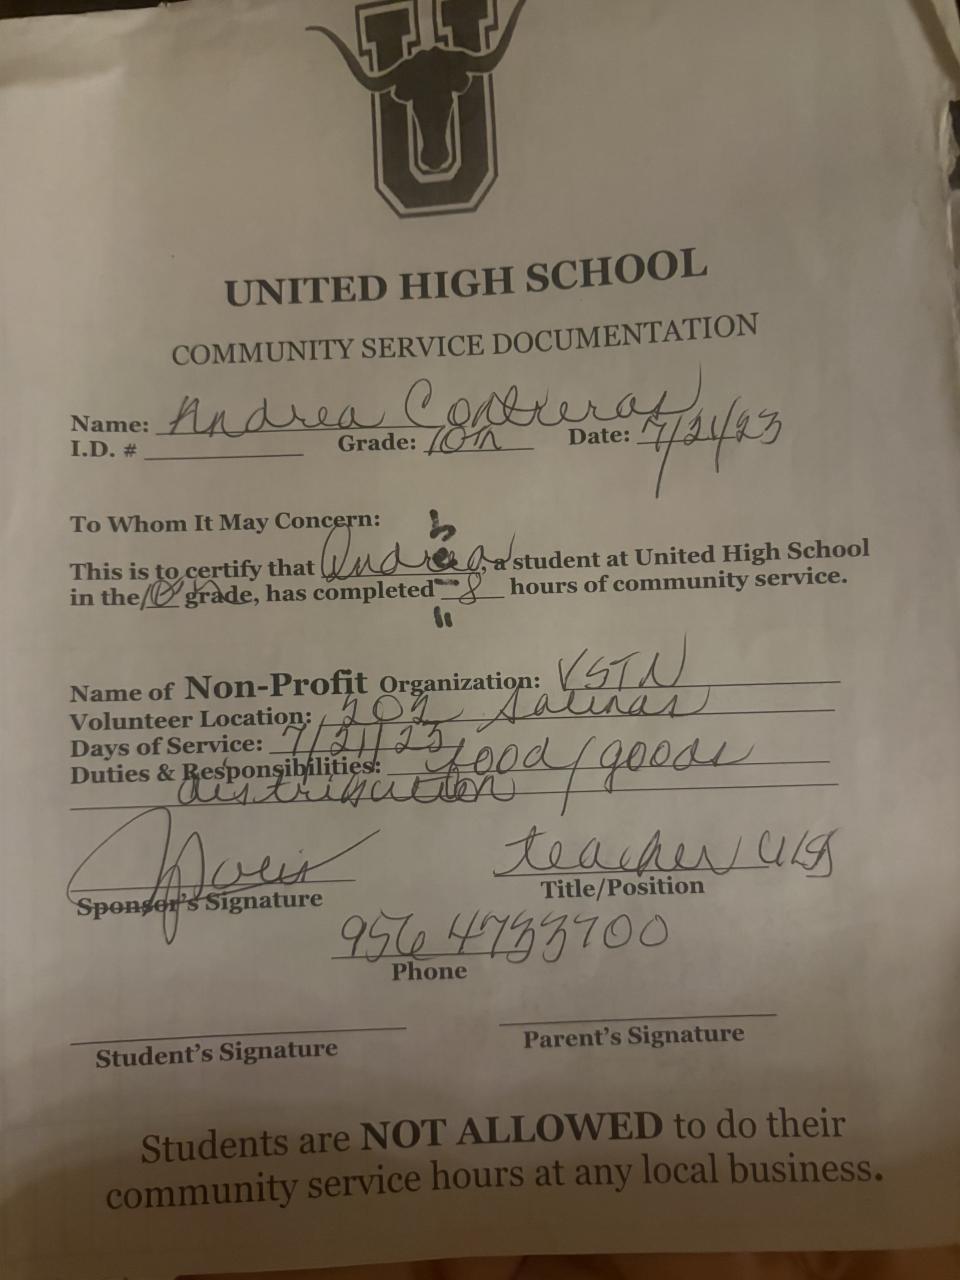 U
UNITED HIGH SCHOOL
COMMUNITY SERVICE DOCUMENTATION
Name: Andrea Contreras
I.D. # Grade: 10th Date: 7/21/23
To Whom It May Concern:
This is to certify that Andrea, a student at United High School
in the 10th grade, has completed 8 hours of community service.
Name of Non-Profit Organization: VSTN
Volunteer Location: 202 Salinas
Days of Service: 7/21/23
Duties & Responsibilities: food/goods
distribution
teacher
Sponsor's Signature Title/Position
956 4733700
Phone
Student's Signature Parent's Signature
Students are NOT ALLOWED to do their
community service hours at any local business.